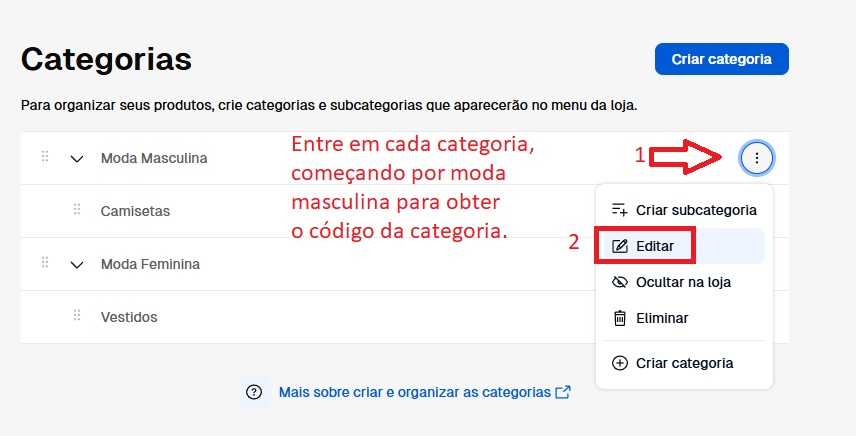 Categorias
Criar categoria
Para organizar seus produtos, crie categorias e subcategorias que aparecerão no menu da loja.
Moda Masculina
Entre em cada categoria,
começando por moda
masculina para obter
o código da categoria.
1
Camisetas
Criar subcategoria
2
Editar
Moda Feminina
Ocultar na loja
Vestidos
Eliminar
Criar categoria
Mais sobre criar e organizar as categorias